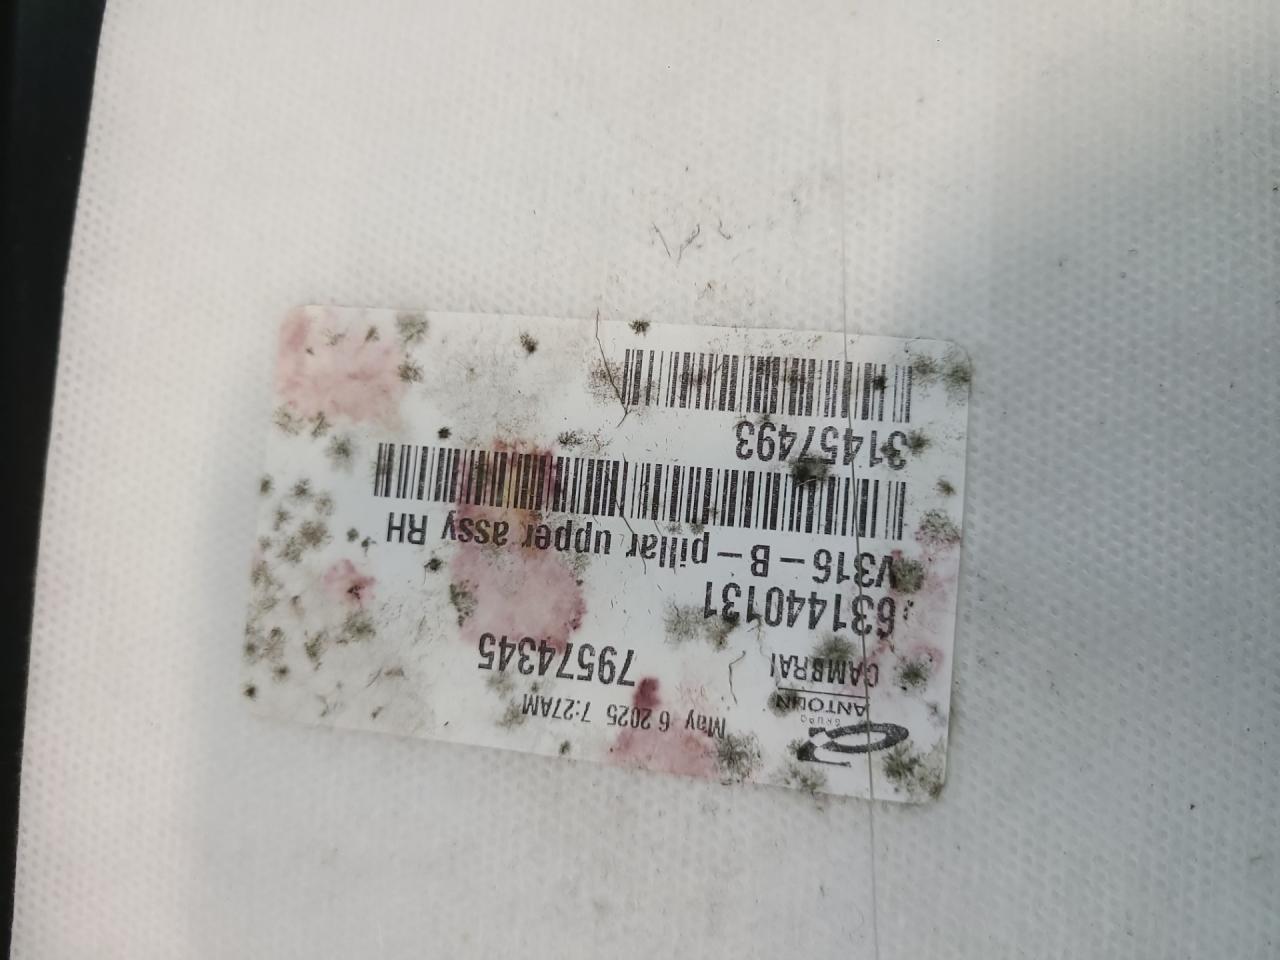 GRUPO
ANTOLIN
CAMBRAI
May 6 2025 7:27AM
79574345
631440131
V316-B-pillar upper assy RH
31457493